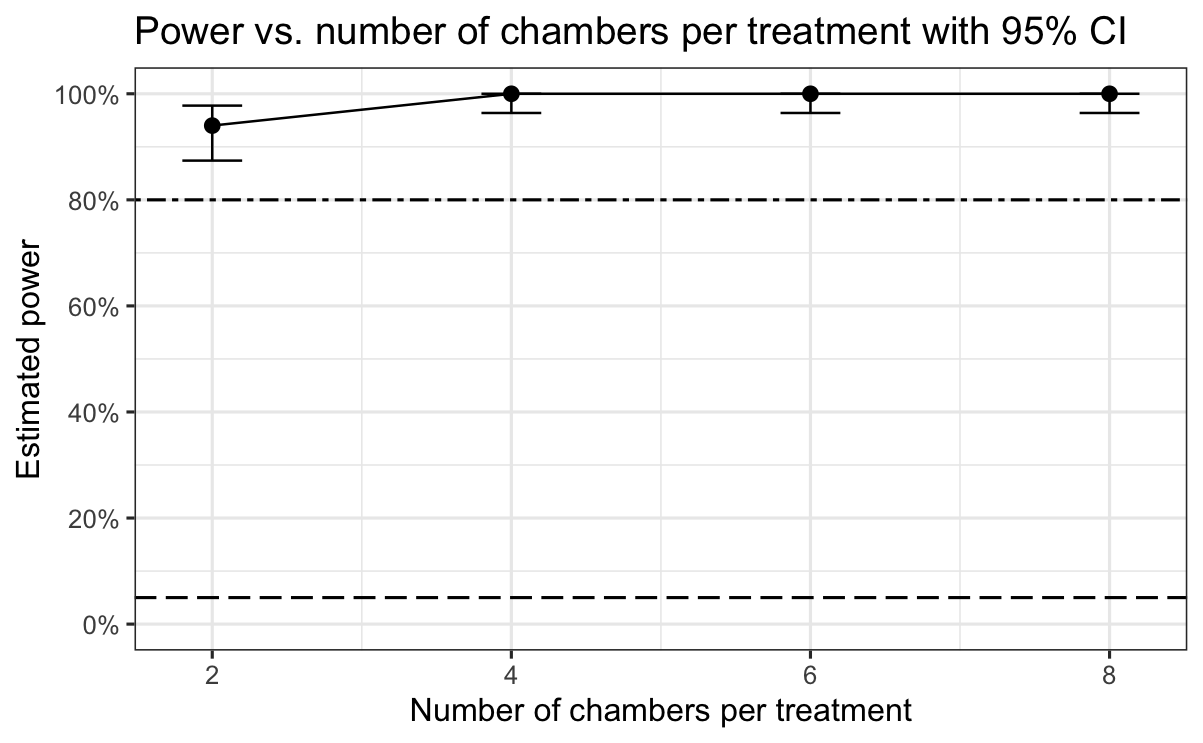 Power vs. number of chambers per treatment with 95% CI
100%
80%
60%
40%
20%
0%
Estimated power
2 4 6 8
Number of chambers per treatment